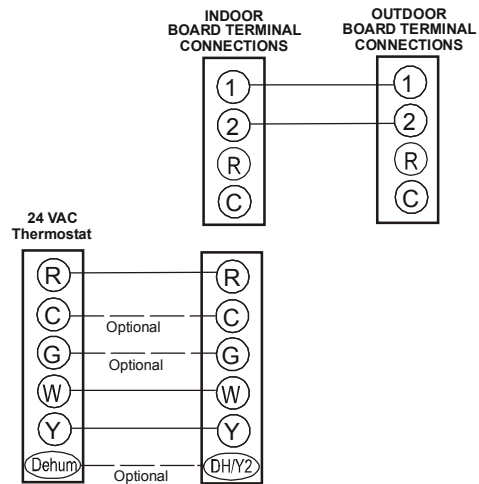 INDOOR
BOARD TERMINAL
CONNECTIONS
OUTDOOR
BOARD TERMINAL
CONNECTIONS
1 1
2 2
R R
C C
24 VAC
Thermostat
R R
C Optional C
G Optional G
W W
Y Y
Dehum Optional DH/Y2